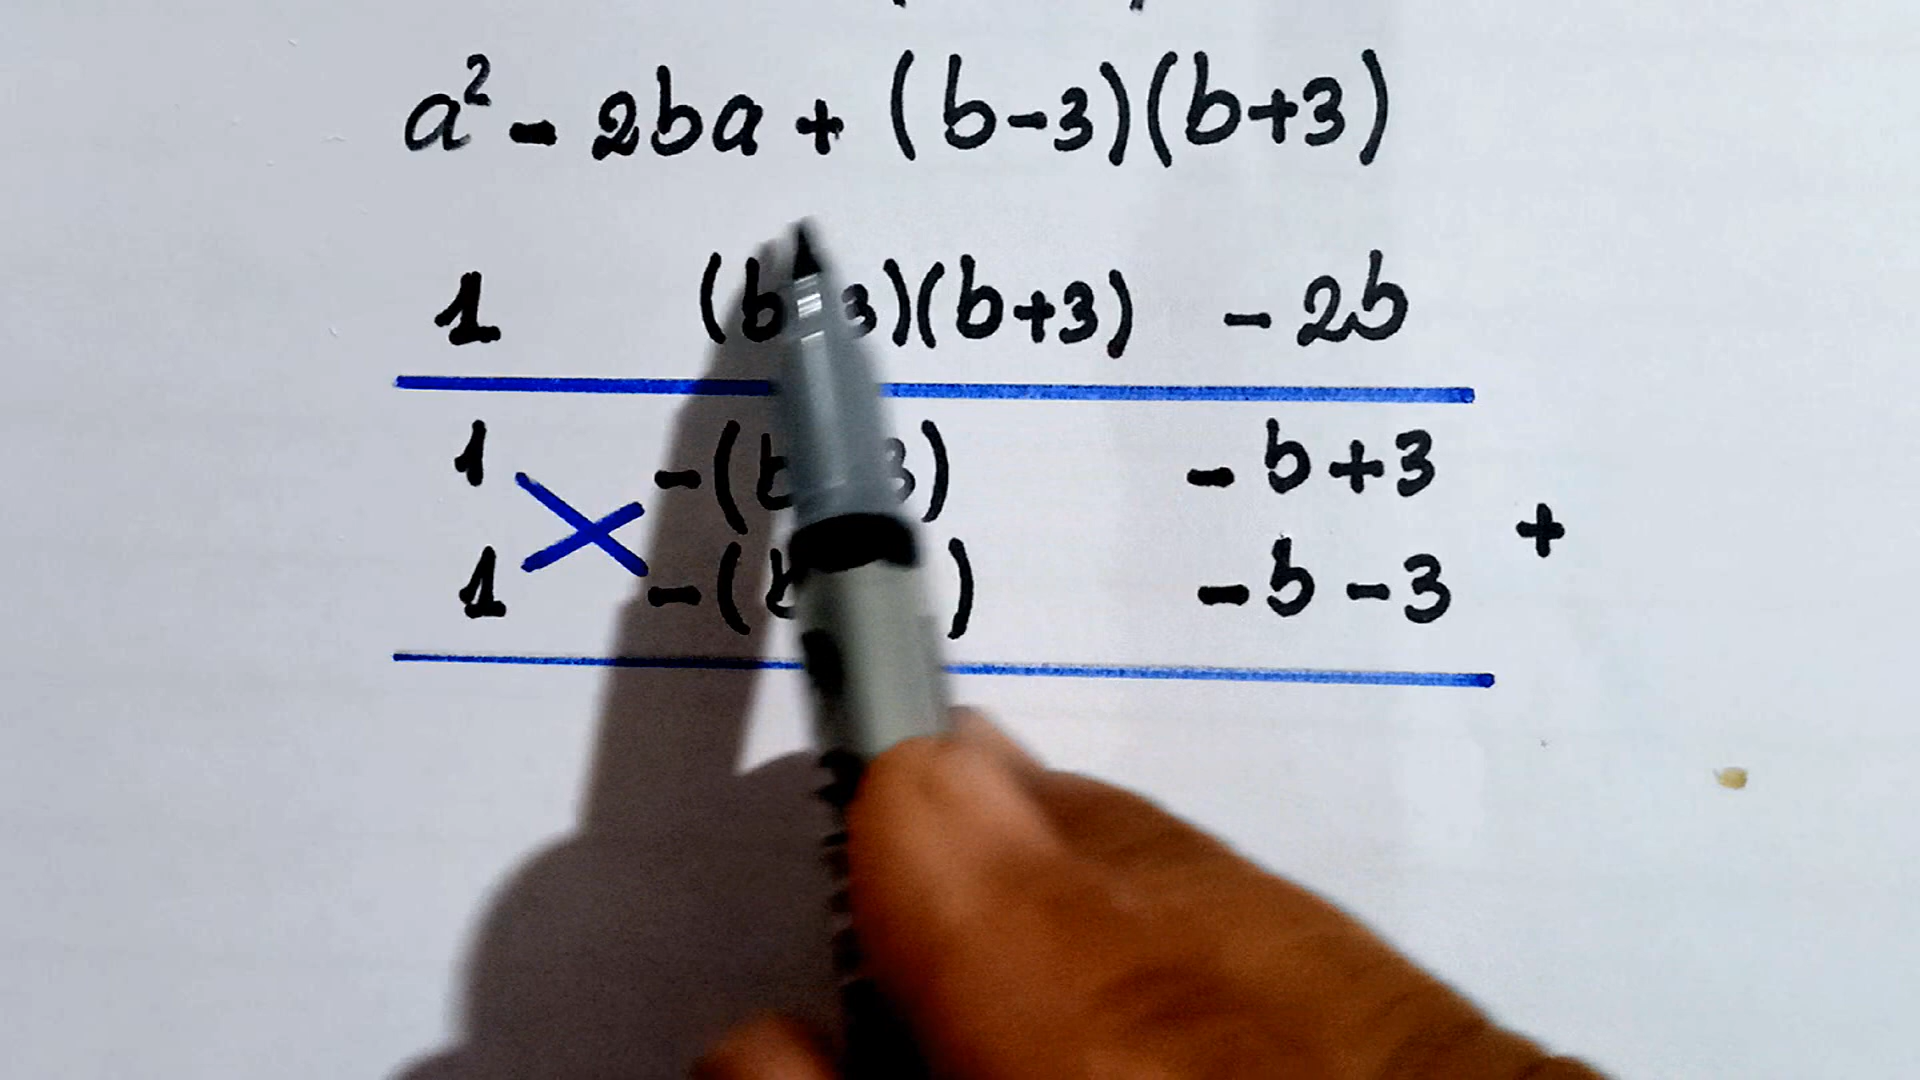 a² - 2ba + (b-3)(b+3)
1 (b 3)(b+3) - 2b
1 -(b 3) - b + 3
1 -(b ) - b - 3 +